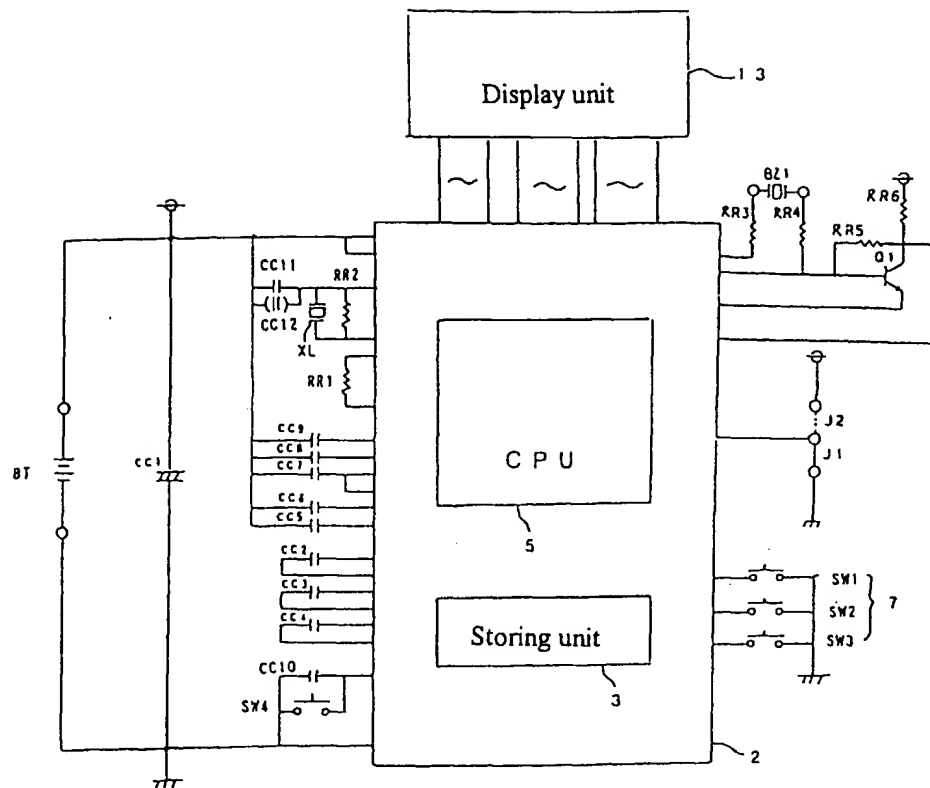 Display unit
13
BZ1
RR3
RR4
RR6
RR5
Q1
CC11
RR2
CC12
XL
RR1
J2
J1
CC9
CC8
CC7
CC6
CC5
BT
CC1
CPU
5
CC2
CC3
CC4
SW1
SW2
SW3
7
Storing unit
3
CC10
SW4
2